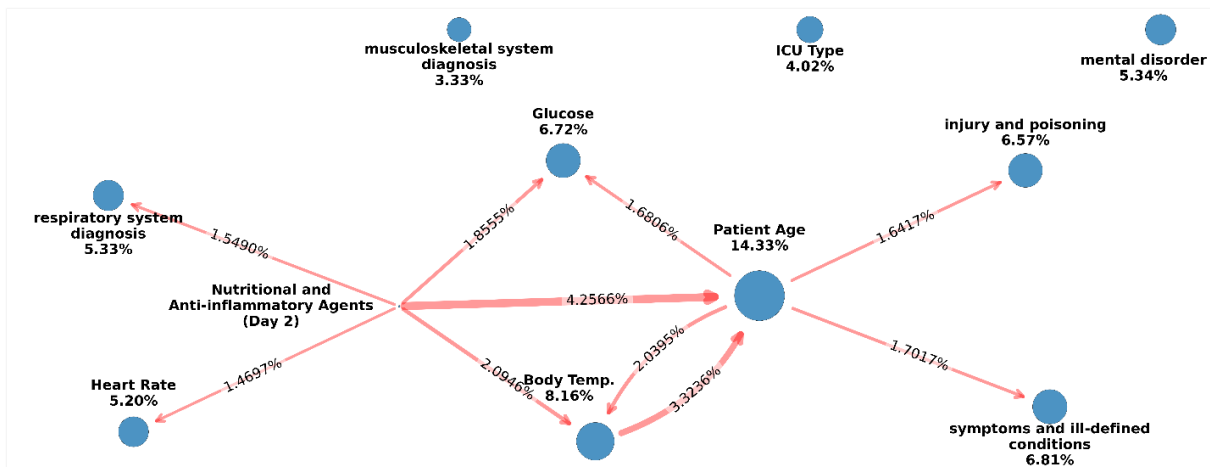 musculoskeletal system
diagnosis
3.33%
ICU Type
4.02%
mental disorder
5.34%
Glucose
6.72%
injury and poisoning
6.57%
respiratory system
diagnosis
5.33%
1.5490%
1.8555%
1.6806%
Patient Age
14.33%
1.6417%
Nutritional and
Anti-inflammatory Agents
(Day 2)
4.2566%
1.4697%
2.0946%
2.0395%
3.3236%
1.7017%
Heart Rate
5.20%
Body Temp.
8.16%
symptoms and ill-defined
conditions
6.81%